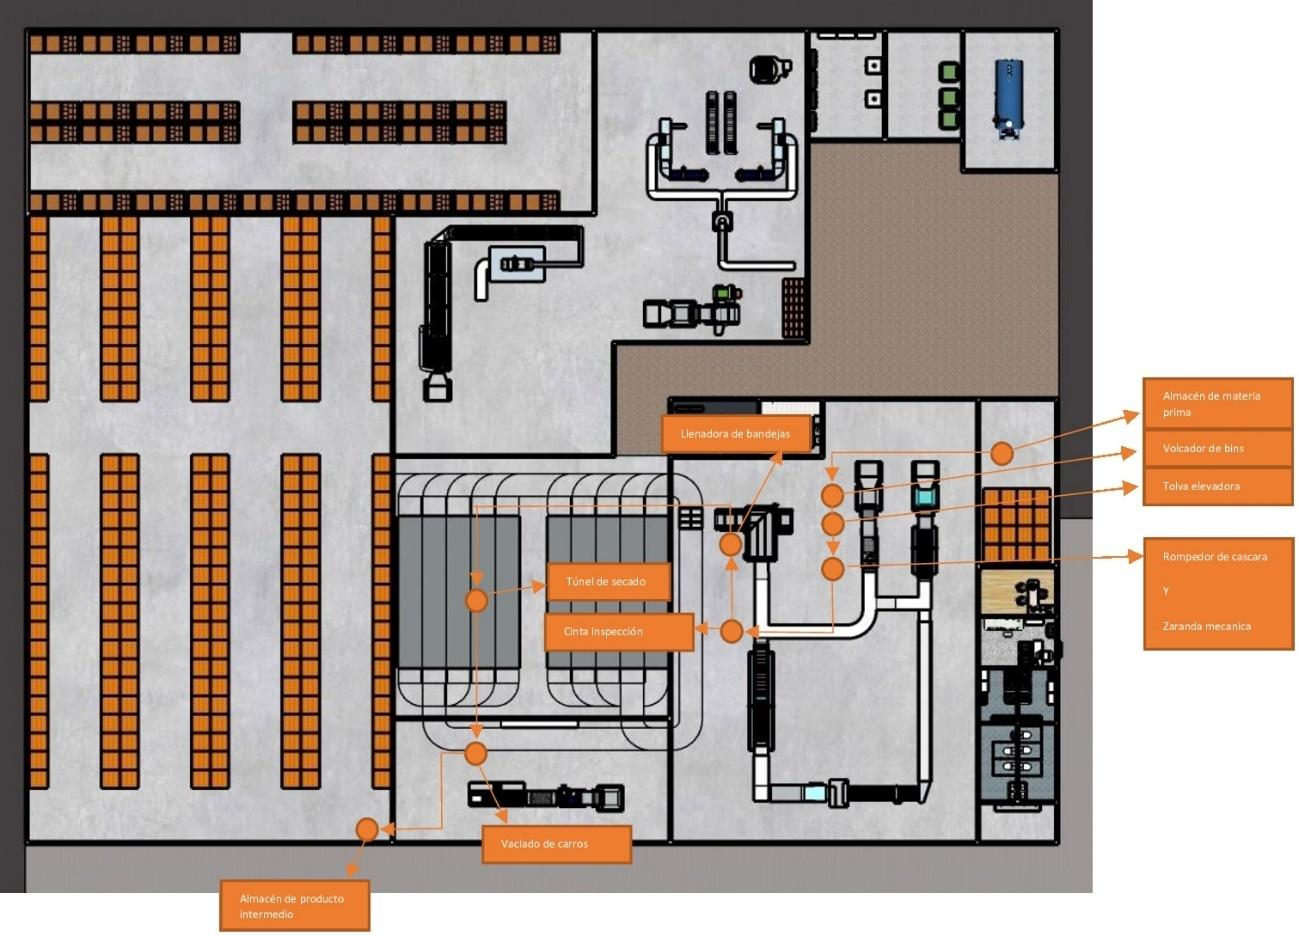 Almacén de materia
prima
Llenadora de bandejas
Volcador de bins
Tolva elevadora
Rompedor de cascara
Y
Zaranda mecanica
Túnel de secado
Cinta inspección
Vaciado de carros
Almacén de producto
intermedio